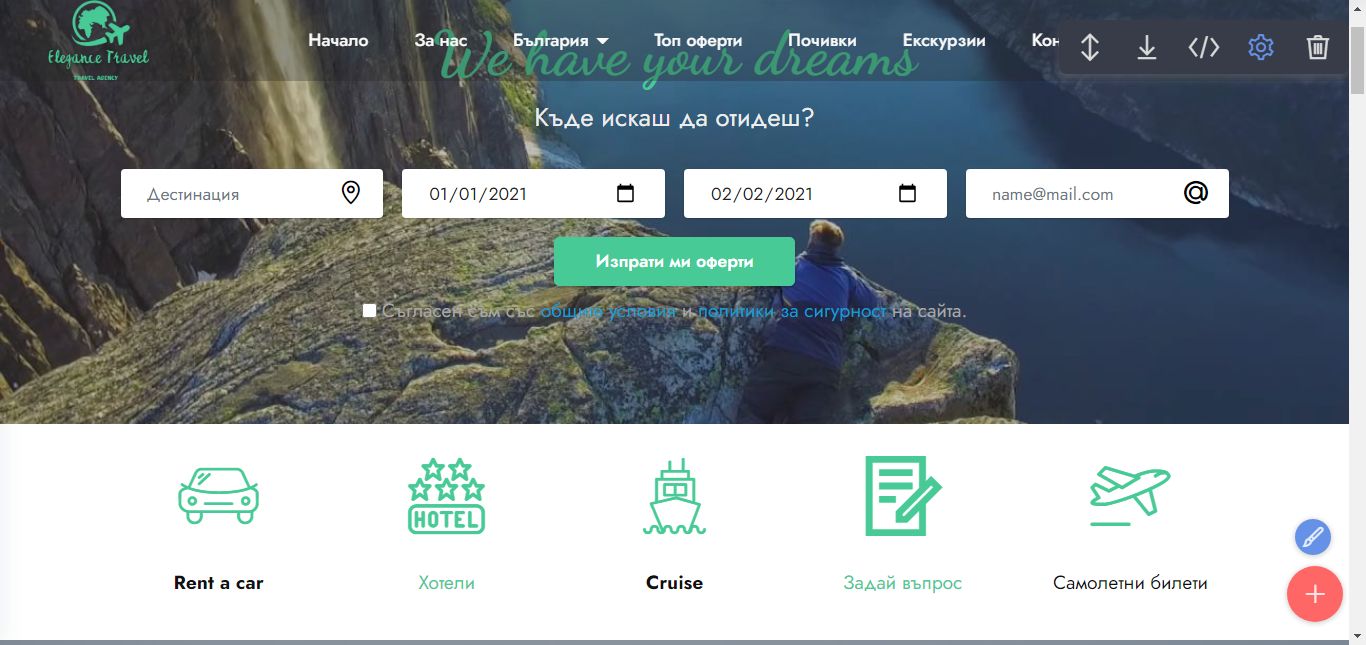 Elegance Travel
TRAVEL AGENCY
Начало За нас България Топ оферти Почивки Екскурзии Кон
We have your dreams
Къде искаш да отидеш?
Дестинация 01/01/2021 02/02/2021 name@mail.com
Изпрати ми оферти
Съгласен съм със общите условия и политики за сигурност на сайта.
HOTEL
Rent a car Хотели Cruise Задай въпрос Самолетни билети